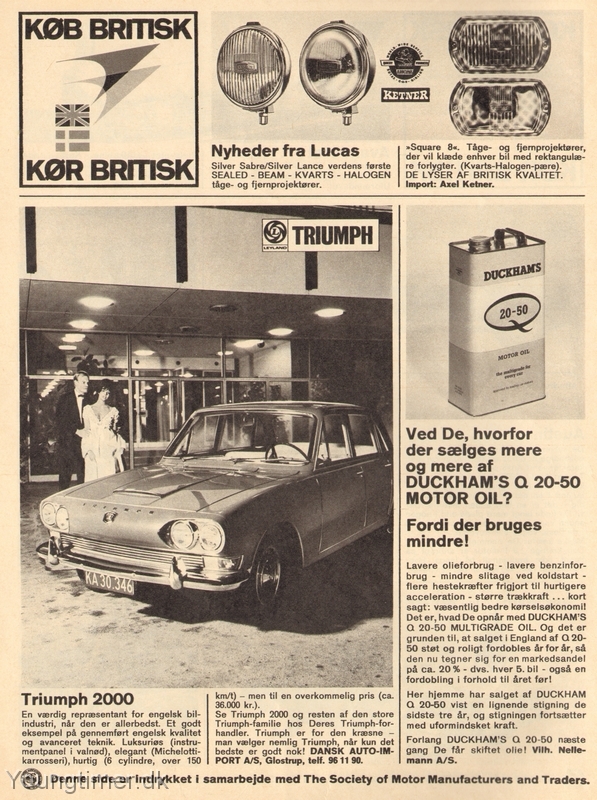 KØB BRITISK
KØR BRITISK
KETNER
Nyheder fra Lucas
Silver Sabre/Silver Lance verdens første
SEALED - BEAM - KVARTS - HALOGEN
tåge- og fjernprojektører.
»Square 8«. Tåge- og fjernprojektører,
der vil klæde enhver bil med rektangulæ-
re forlygter. (Kvarts-Halogen-pære).
DE LYSER AF BRITISK KVALITET.
Import: Axel Ketner.
LEYLAND
TRIUMPH
KA 30.346
Triumph 2000
En værdig repræsentant for engelsk bil-
industri, når den er allerbedst. Et godt
eksempel på gennemført engelsk kvalitet
og avanceret teknik. Luksuriøs (instru-
mentpanel i valnød), elegant (Michelotti-
karrosseri), hurtig (6 cylindre, over 150
km/t) – men til en overkommelig pris (ca.
36.000 kr.).
Se Triumph 2000 og resten af den store
Triumph-familie hos Deres Triumph-for-
handler. Triumph er for den kræsne –
man vælger nemlig Triumph, når kun det
bedste er godt nok! DANSK AUTO-IM-
PORT A/S, Glostrup, telf. 96 11 90.
DUCKHAM'S
20-50
MOTOR OIL
the multigrade for
every car
Ved De, hvorfor
der sælges mere
og mere af
DUCKHAM'S Q 20-50
MOTOR OIL?
Fordi der bruges
mindre!
Lavere olieforbrug - lavere benzinfor-
brug - mindre slitage ved koldstart -
flere hestekræfter frigjort til hurtigere
acceleration - større trækkraft ... kort
sagt: væsentlig bedre kørselsøkonomi!
Det er, hvad De opnår med DUCKHAM'S
Q 20-50 MULTIGRADE OIL. Og det er
grunden til, at salget i England af Q 20-
50 støt og roligt fordobles år for år, så
den nu tegner sig for en markedsandel
på ca. 20% - dvs. hver 5. bil - også en
fordobling i forhold til året før!
Her hjemme har salget af DUCKHAM
Q 20-50 vist en lignende stigning de
sidste tre år, og stigningen fortsætter
med uformindsket kraft.
Forlang DUCKHAM'S Q 20-50 næste
gang De får skiftet olie! Vilh. Nelle-
mann A/S.
Denne side er indrykket i samarbejde med The Society of Motor Manufacturers and Traders.
Youngtimer.dk